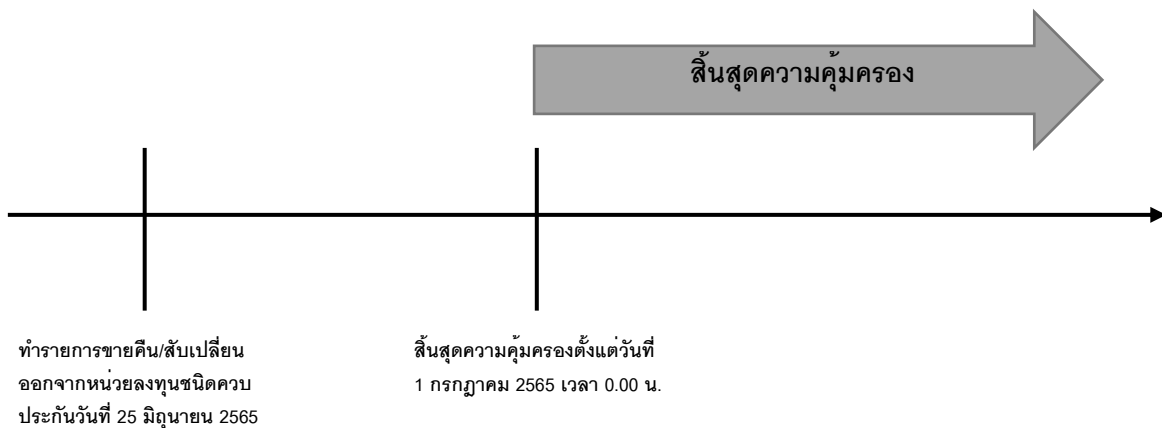 สิ้นสุดความคุ้มครอง
ทำรายการขายคืน/สับเปลี่ยน
ออกจากหน่วยลงทุนชนิดควบ
ประกันวันที่ 25 มิถุนายน 2565
สิ้นสุดความคุ้มครองตั้งแต่วันที่
1 กรกฎาคม 2565 เวลา 0.00 น.